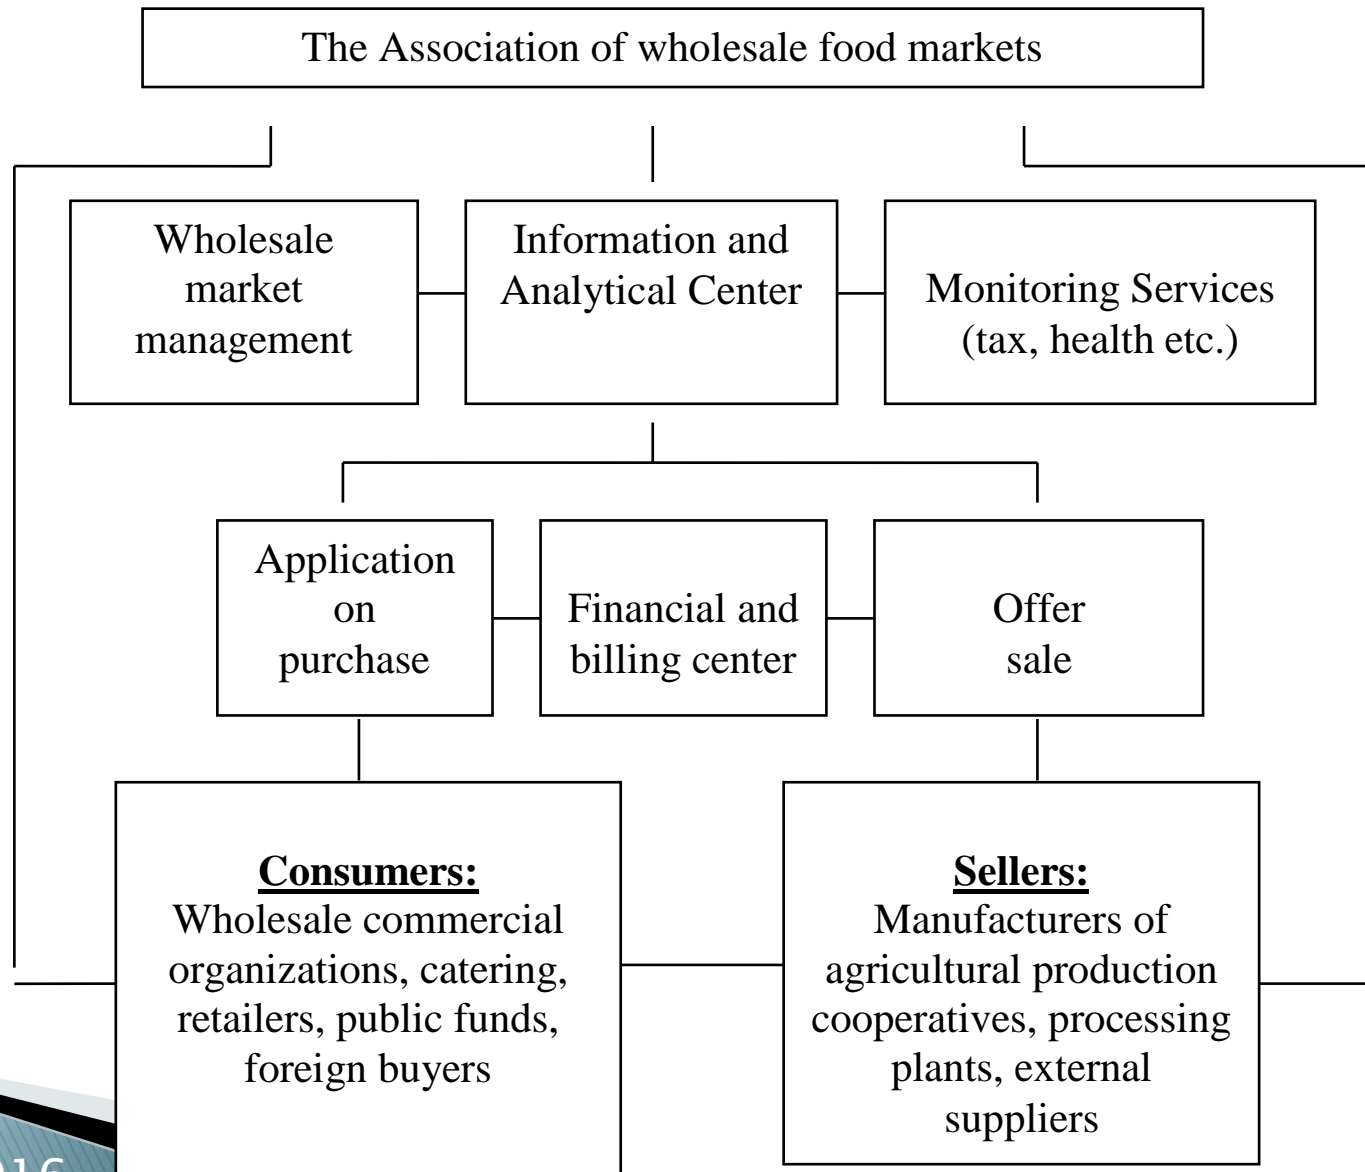 The Association of wholesale food markets
Wholesale
market
management
Information and
Analytical Center
Monitoring Services
(tax, health etc.)
Application
on
purchase
Financial and
billing center
Offer
sale
Consumers:
Wholesale commercial
organizations, catering,
retailers, public funds,
foreign buyers
Sellers:
Manufacturers of
agricultural production
cooperatives, processing
plants, external
suppliers